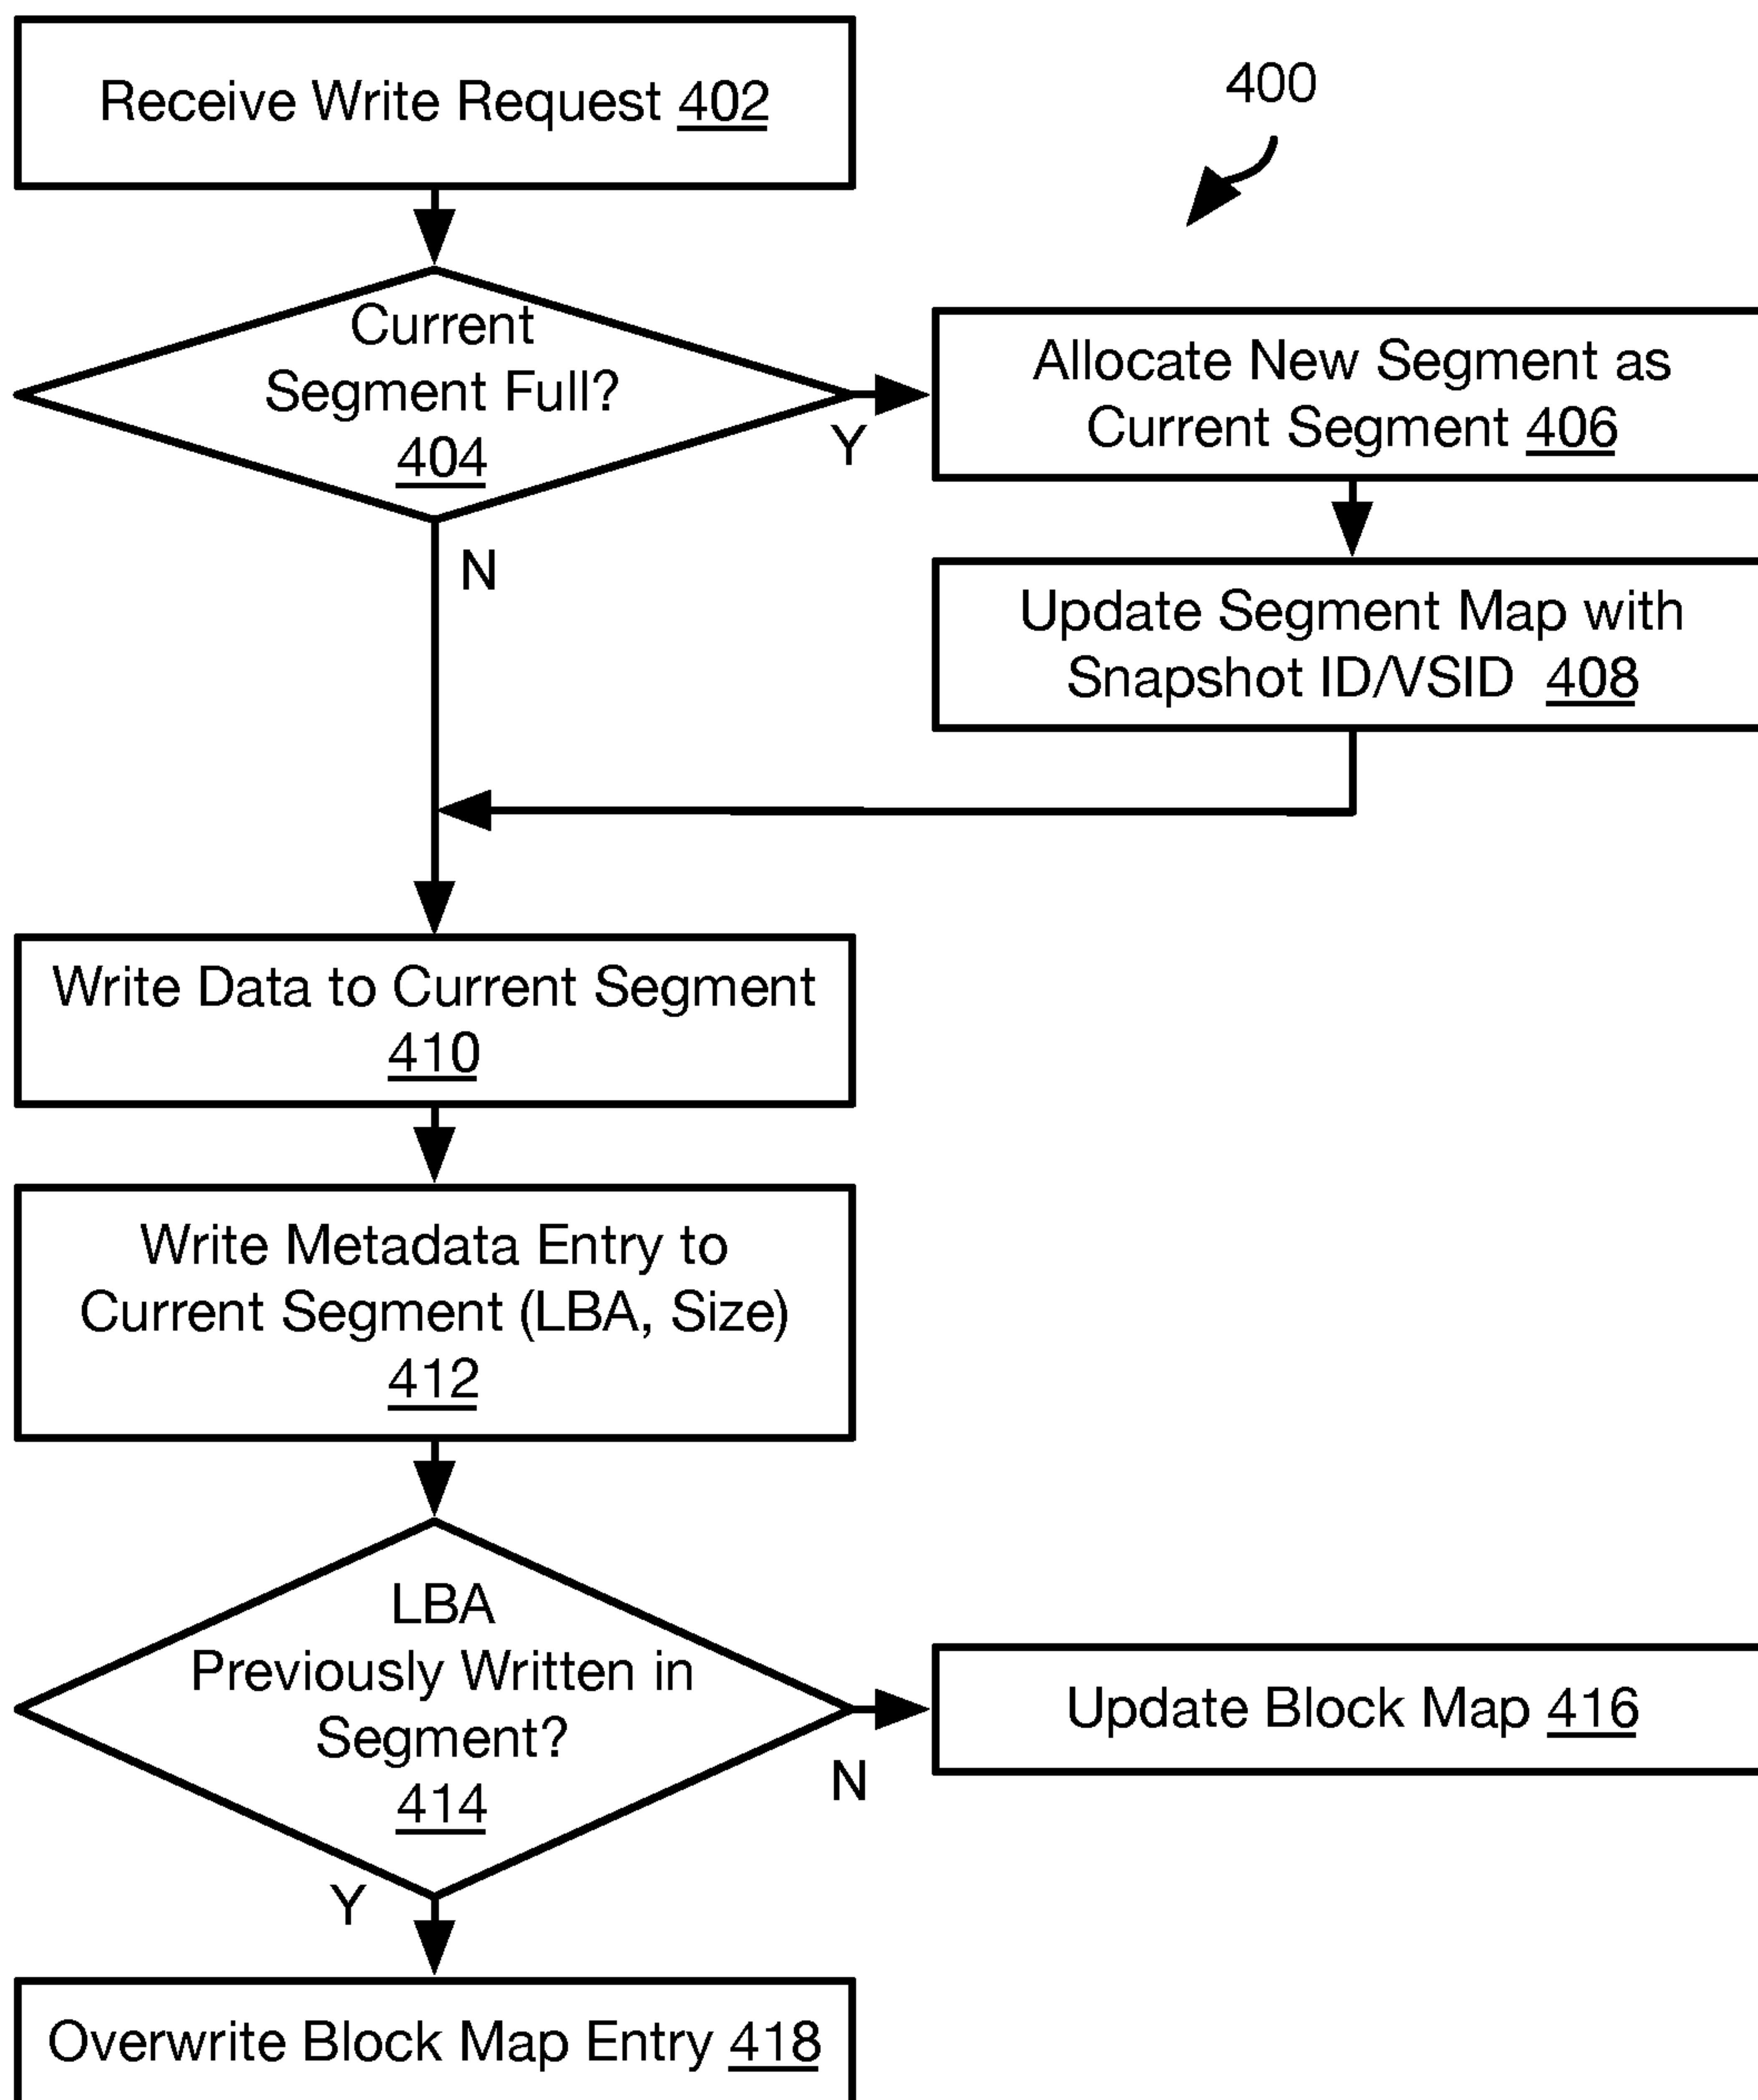 Receive Write Request 402
400
Current
Segment Full?
404
Y
N
Allocate New Segment as
Current Segment 406
Update Segment Map with
Snapshot ID/VSID 408
Write Data to Current Segment
410
Write Metadata Entry to
Current Segment (LBA, Size)
412
LBA
Previously Written in
Segment?
414
N
Y
Update Block Map 416
Overwrite Block Map Entry 418